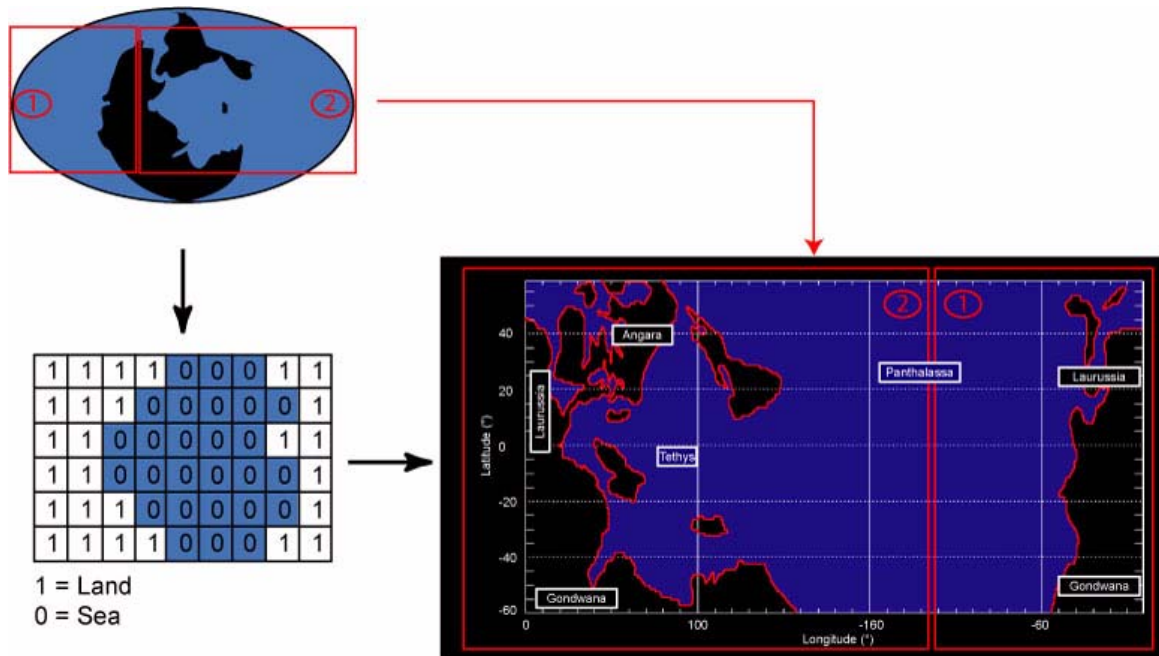 1
2
1 1 1 1 0 0 0 1 1
1 1 1 0 0 0 0 0 1
1 1 0 0 0 0 0 1 1
1 1 0 0 0 0 0 0 1
1 1 1 0 0 0 0 0 1
1 1 1 1 0 0 0 1 1
1 = Land
0 = Sea
2
1
Angara
Panthalassa
Laurussia
Laurussia
Tethys
Gondwana
Gondwana
Latitude (°)
40
20
0
-20
-40
-60
0
100
-160
-60
Longitude (°)